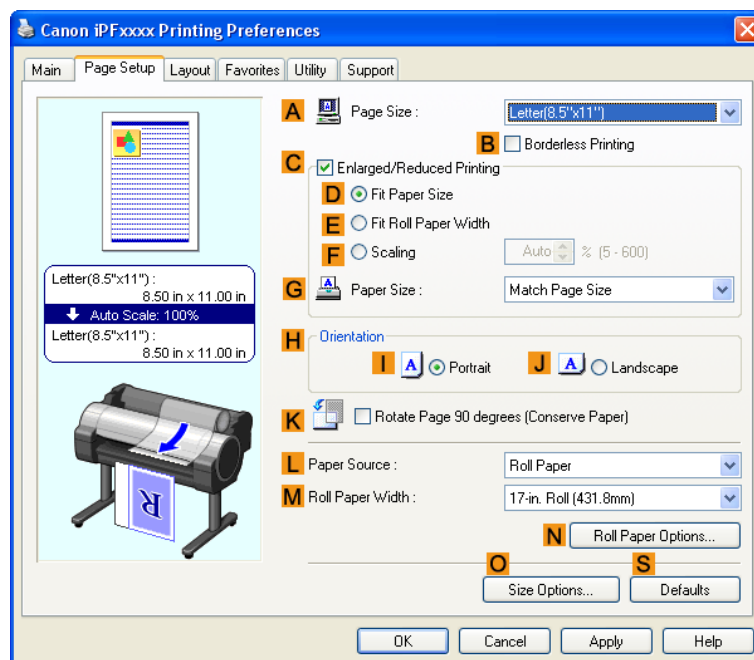 Canon iPFxxxx Printing Preferences
Main Page Setup Layout Favorites Utility Support
A Page Size : Letter(8.5"x11")
B Borderless Printing
C Enlarged/Reduced Printing
D Fit Paper Size
E Fit Roll Paper Width
F Scaling Auto % (5 - 600)
G A Paper Size : Match Page Size
Letter(8.5"x11") :
8.50 in x 11.00 in
Auto Scale: 100%
Letter(8.5"x11") :
8.50 in x 11.00 in
H Orientation
I A Portrait J A Landscape
K Rotate Page 90 degrees (Conserve Paper)
L Paper Source : Roll Paper
M Roll Paper Width : 17-in. Roll (431.8mm)
R
N Roll Paper Options...
O S
Size Options... Defaults
OK Cancel Apply Help